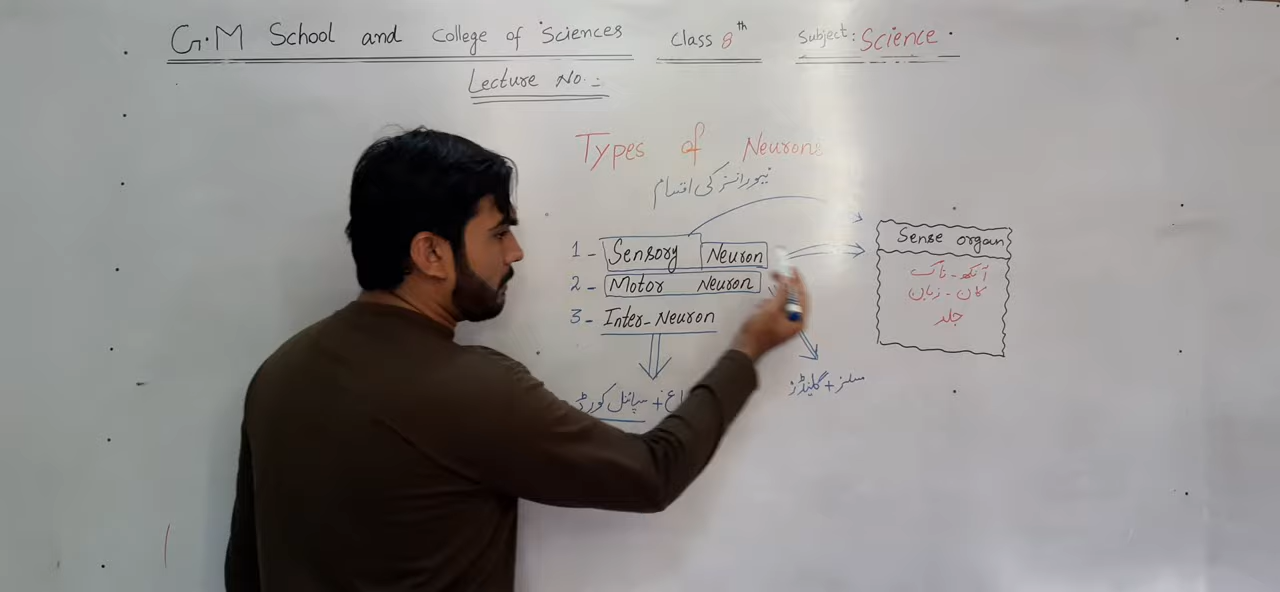 G.M School and College of Sciences Class 8th Subject: Science.
Lecture No.:
Types of Neurons
نیورانز کی اقسام
1- Sensory Neuron
2- Motor Neuron
3- Inter-Neuron
سپائنل کورڈ
مسلز + گلینڈز
Sense organ
آنکھ - ناک
کان - زبان
جلد